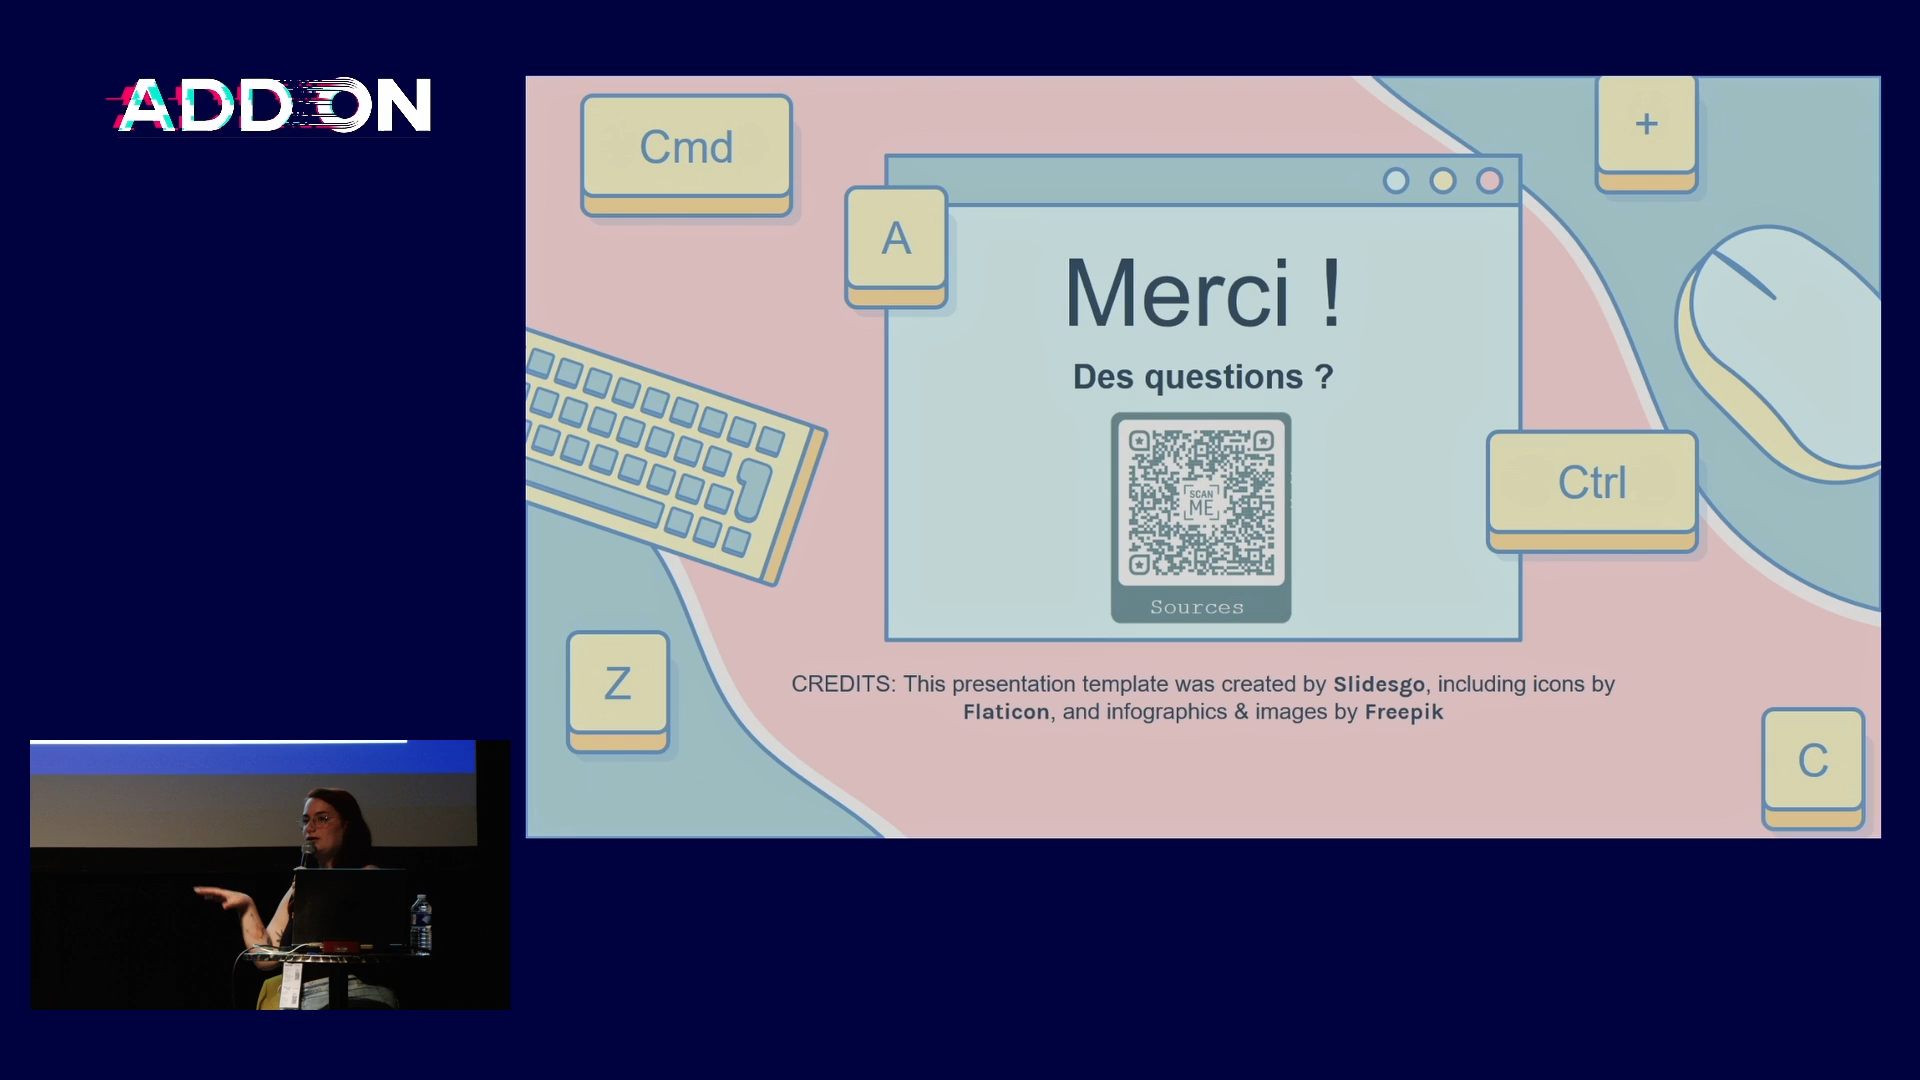 ADDON
Cmd
+
A
Merci !
Des questions ?
SCAN
ME
Ctrl
Sources
Z
CREDITS: This presentation template was created by Slidesgo, including icons by
Flaticon, and infographics & images by Freepik
C